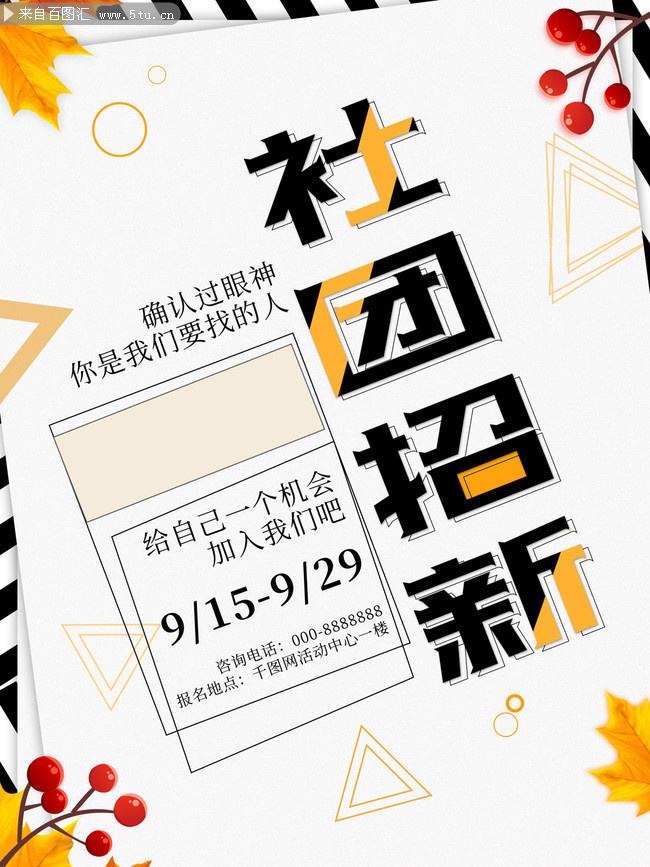 来自百图汇 www.5tu.cn
社
团
招
新
确认过眼神
你是我们要找的人
给自己一个机会
加入我们吧
9/15-9/29
咨询电话：000-8888888
报名地点：千图网活动中心一楼